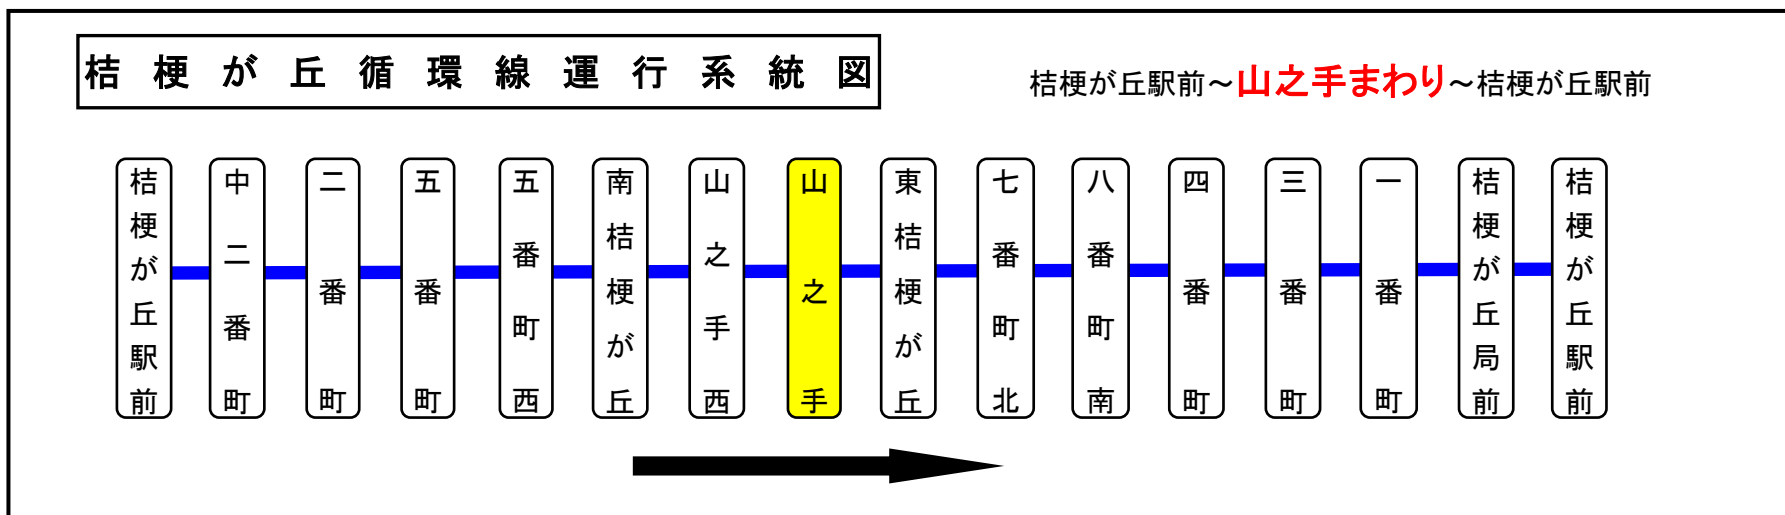 桔梗が丘循環線運行系統図
桔梗が丘駅前～山之手まわり～桔梗が丘駅前
桔梗が丘駅前
中二番町
二番町
五番町
五番町西
南桔梗が丘
山之手西
山之手
東桔梗が丘
七番町北
八番町南
四番町
三番町
一番町
桔梗が丘局前
桔梗が丘駅前